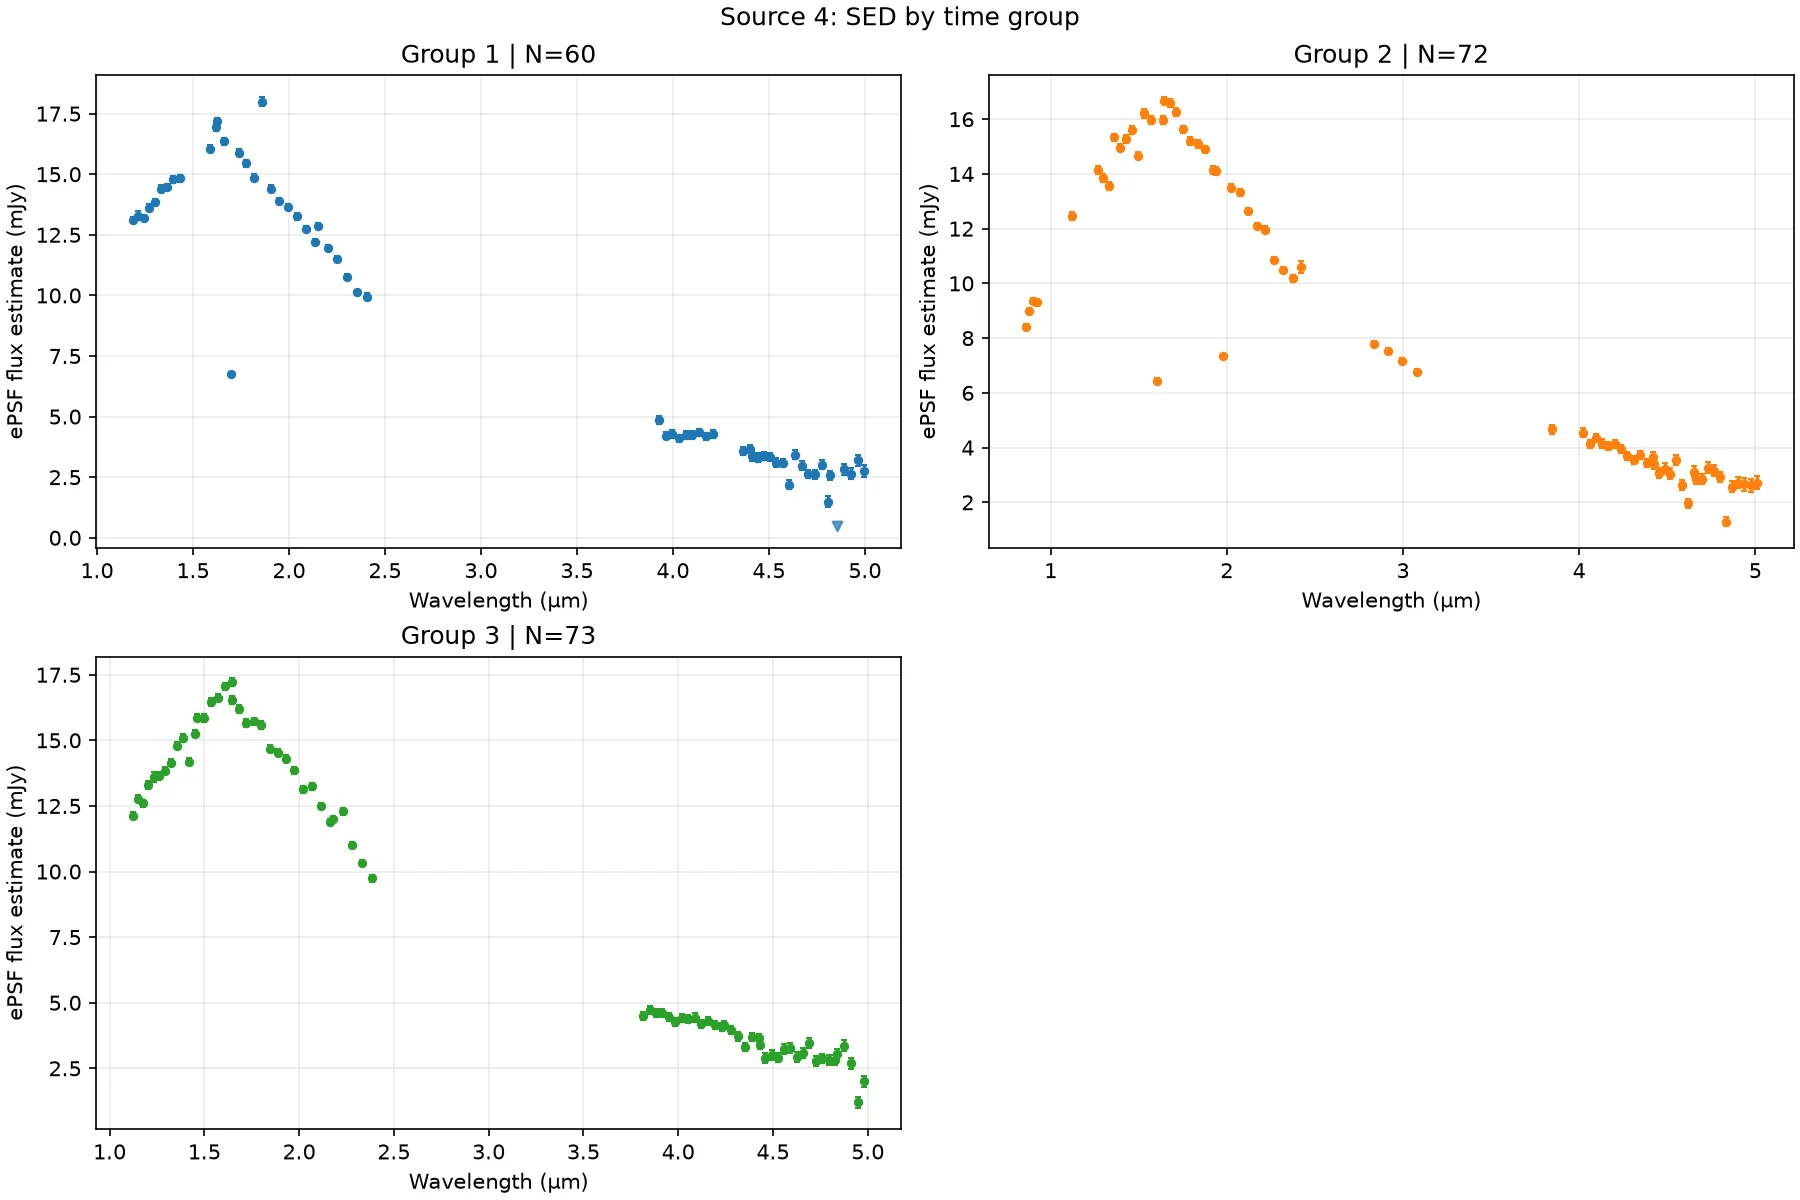 Source 4: SED by time group
Group 1 | N=60
ePSF flux estimate (mJy)
17.5
15.0
12.5
10.0
7.5
5.0
2.5
0.0
1.0 1.5 2.0 2.5 3.0 3.5 4.0 4.5 5.0
Wavelength (µm)
Group 2 | N=72
ePSF flux estimate (mJy)
16
14
12
10
8
6
4
2
1 2 3 4 5
Wavelength (µm)
Group 3 | N=73
ePSF flux estimate (mJy)
17.5
15.0
12.5
10.0
7.5
5.0
2.5
1.0 1.5 2.0 2.5 3.0 3.5 4.0 4.5 5.0
Wavelength (µm)